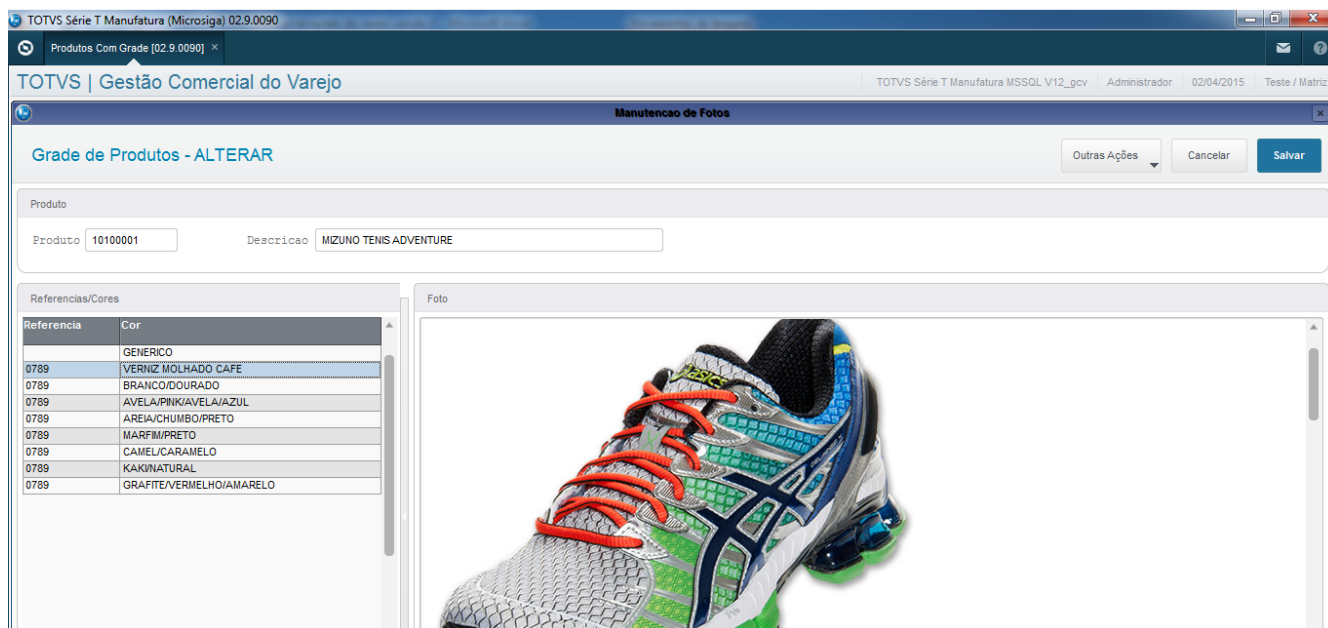 TOTVS Série T Manufatura (Microsiga) 02.9.0090
Produtos Com Grade [02.9.0090] ×
TOTVS | Gestão Comercial do Varejo
TOTVS Série T Manufatura MSSQL V12_gcv Administrador 02/04/2015 Teste / Matriz
Manutencao de Fotos
Grade de Produtos - ALTERAR
Outras Ações Cancelar Salvar
Produto
Produto 10100001 Descricao MIZUNO TENIS ADVENTURE
Referencias/Cores
Foto
Referencia Cor
GENERICO
0789 VERNIZ MOLHADO CAFE
0789 BRANCO/DOURADO
0789 AVELA/PINK/AVELA/AZUL
0789 AREIA/CHUMBO/PRETO
0789 MARFIM/PRETO
0789 CAMEL/CARAMELO
0789 KAKI/NATURAL
0789 GRAFITE/VERMELHO/AMARELO
asics